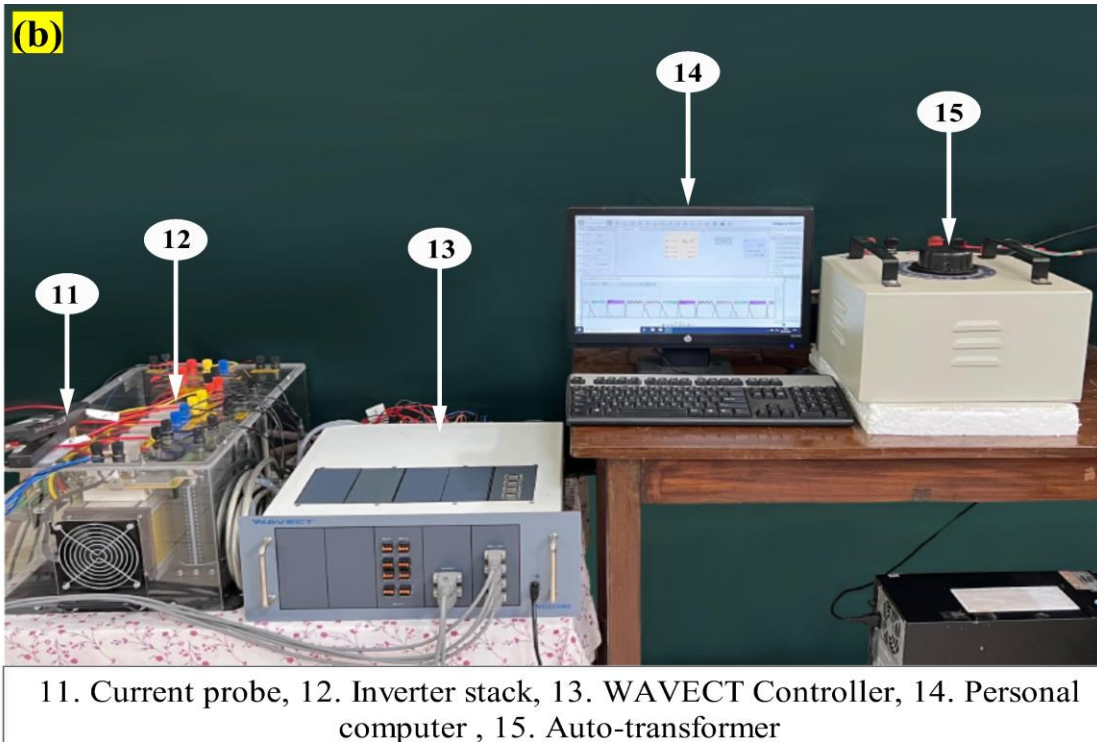 (b)
14
15
12
13
11
WAVECT
11. Current probe, 12. Inverter stack, 13. WAVECT Controller, 14. Personal
computer , 15. Auto-transformer